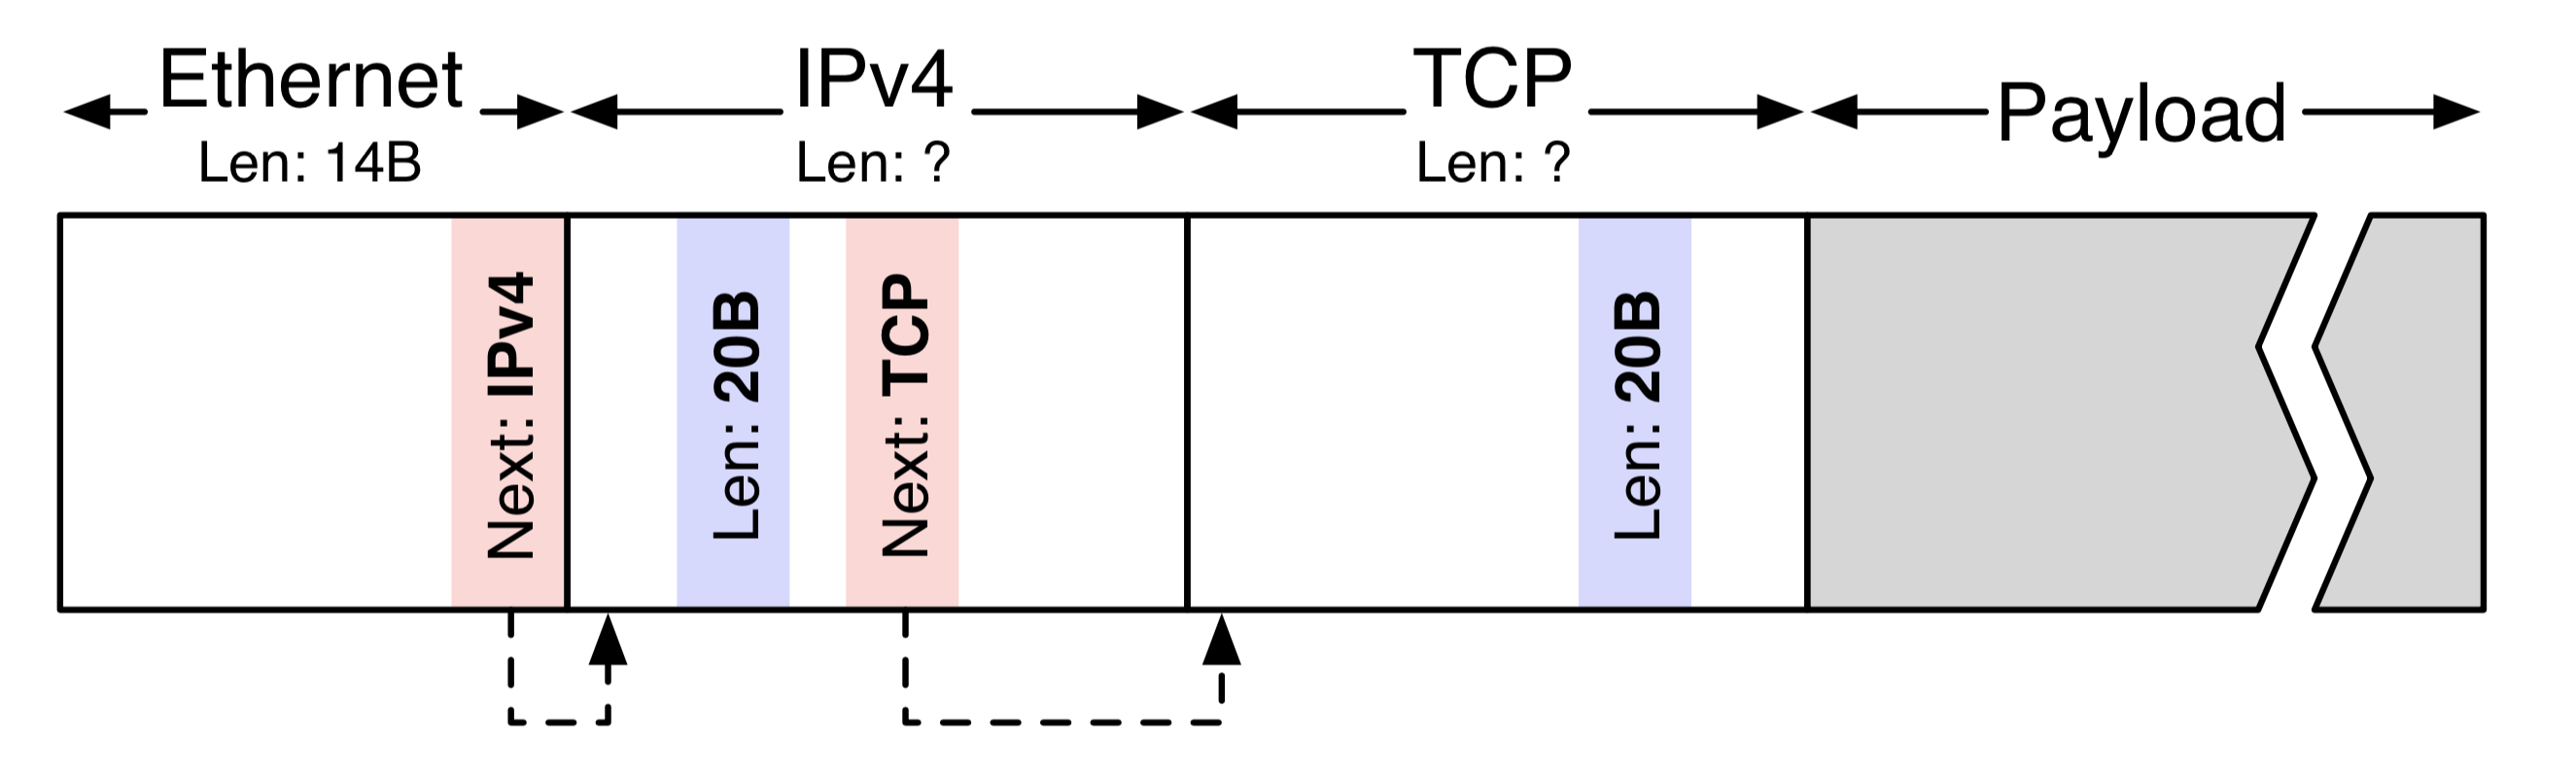 Ethernet
Len: 14B
IPv4
Len: ?
TCP
Len: ?
Payload
Next: IPv4
Len: 20B
Next: TCP
Len: 20B